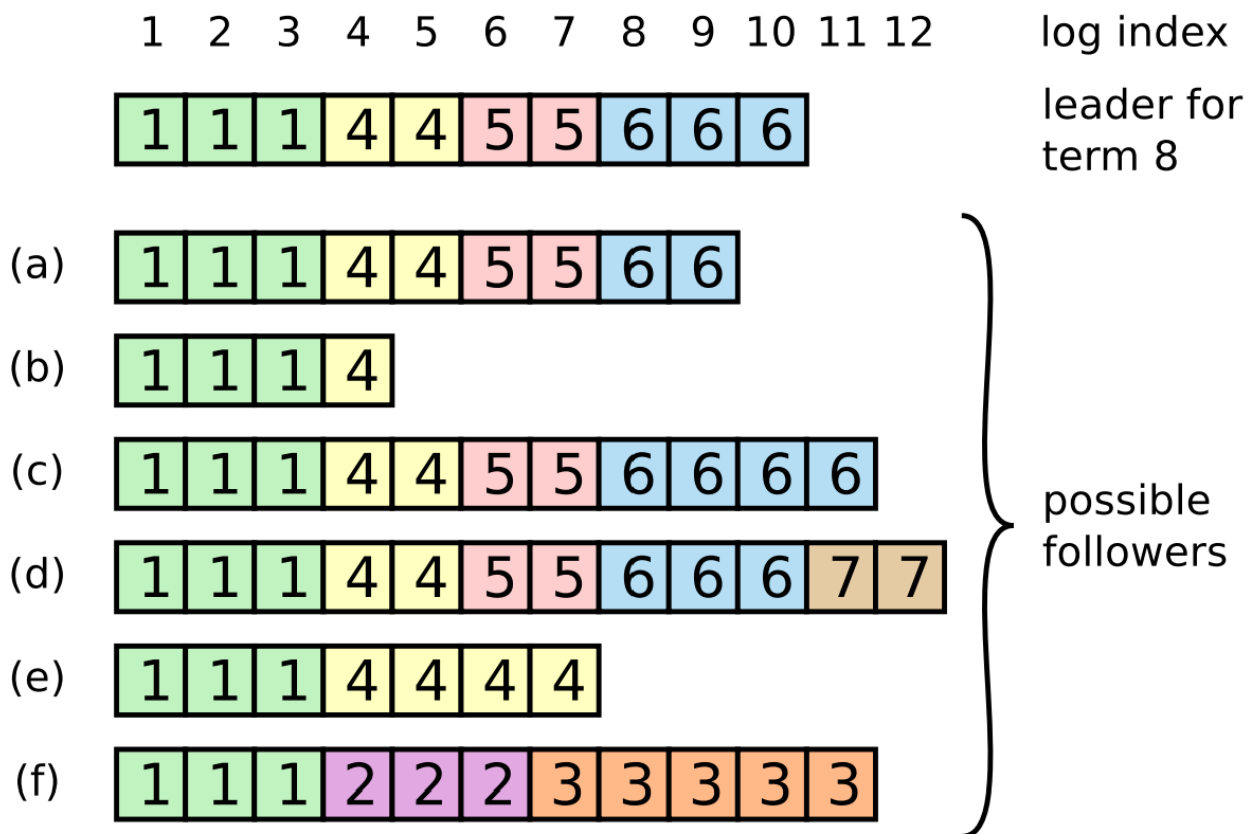 1 2 3 4 5 6 7 8 9 10 11 12 log index
1 1 1 4 4 5 5 6 6 6
leader for
term 8
(a) 1 1 1 4 4 5 5 6 6
(b) 1 1 1 4
(c) 1 1 1 4 4 5 5 6 6 6 6
(d) 1 1 1 4 4 5 5 6 6 6 7 7
(e) 1 1 1 4 4 4 4
(f) 1 1 1 2 2 2 3 3 3 3 3
possible
followers